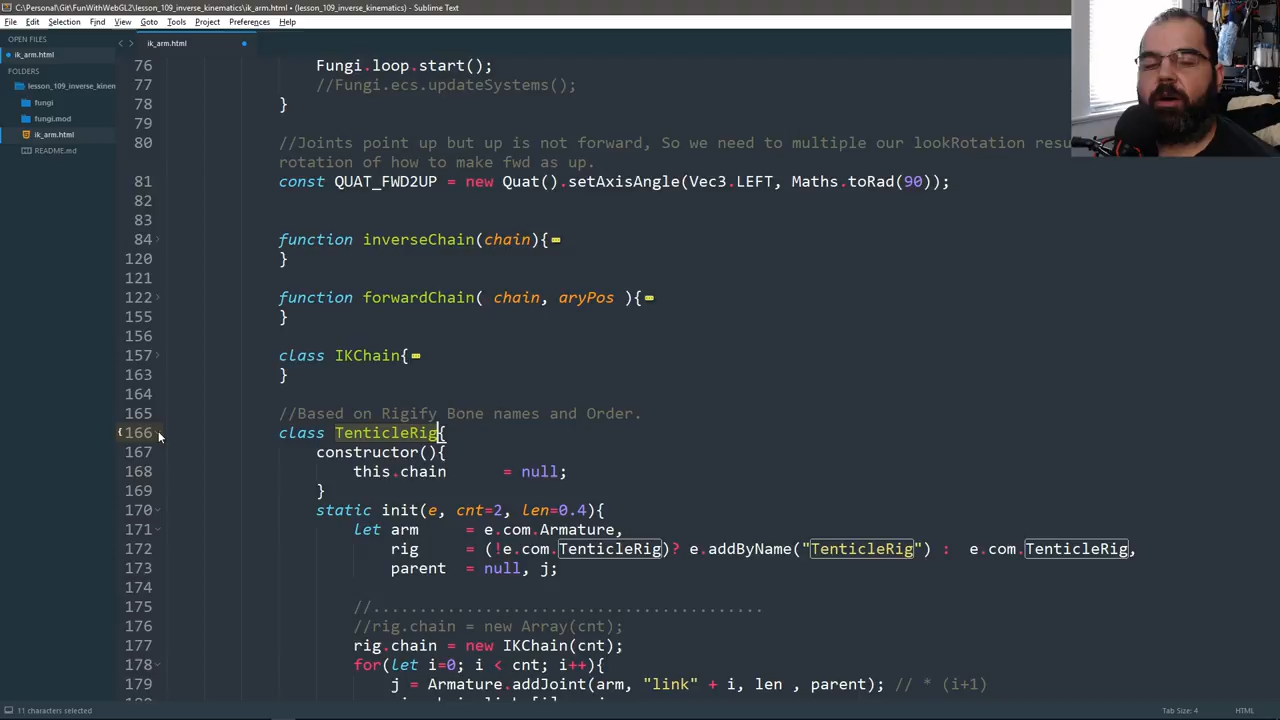 C:\Personal\Git\FunWithWebGL2\lesson_109_inverse_kinematics\ik_arm.html • (lesson_109_inverse_kinematics) - Sublime Text
File Edit Selection Find View Goto Tools Project Preferences Help
OPEN FILES
ik_arm.html
FOLDERS
lesson_109_inverse_kinen
fungi
fungi.mod
ik_arm.html
README.md
ik_arm.html
76 Fungi.loop.start();
77 //Fungi.ecs.updateSystems();
78 }
79
80 //Joints point up but up is not forward, So we need to multiple our lookRotation resu
rotation of how to make fwd as up.
81 const QUAT_FWD2UP = new Quat().setAxisAngle(Vec3.LEFT, Maths.toRad(90));
82
83
84 function inverseChain(chain){
120 }
121
122 function forwardChain( chain, aryPos ){
155 }
156
157 class IKChain{
163 }
164
165 //Based on Rigify Bone names and Order.
166 class TenticleRig{
167 constructor(){
168 this.chain = null;
169 }
170 static init(e, cnt=2, len=0.4){
171 let arm = e.com.Armature,
172 rig = (!e.com.TenticleRig)? e.addByName("TenticleRig") : e.com.TenticleRig,
173 parent = null, j;
174
175 //..........................................
176 //rig.chain = new Array(cnt);
177 rig.chain = new IKChain(cnt);
178 for(let i=0; i < cnt; i++){
179 j = Armature.addJoint(arm, "link" + i, len , parent); // * (i+1)
11 characters selected
Tab Size: 4
HTML